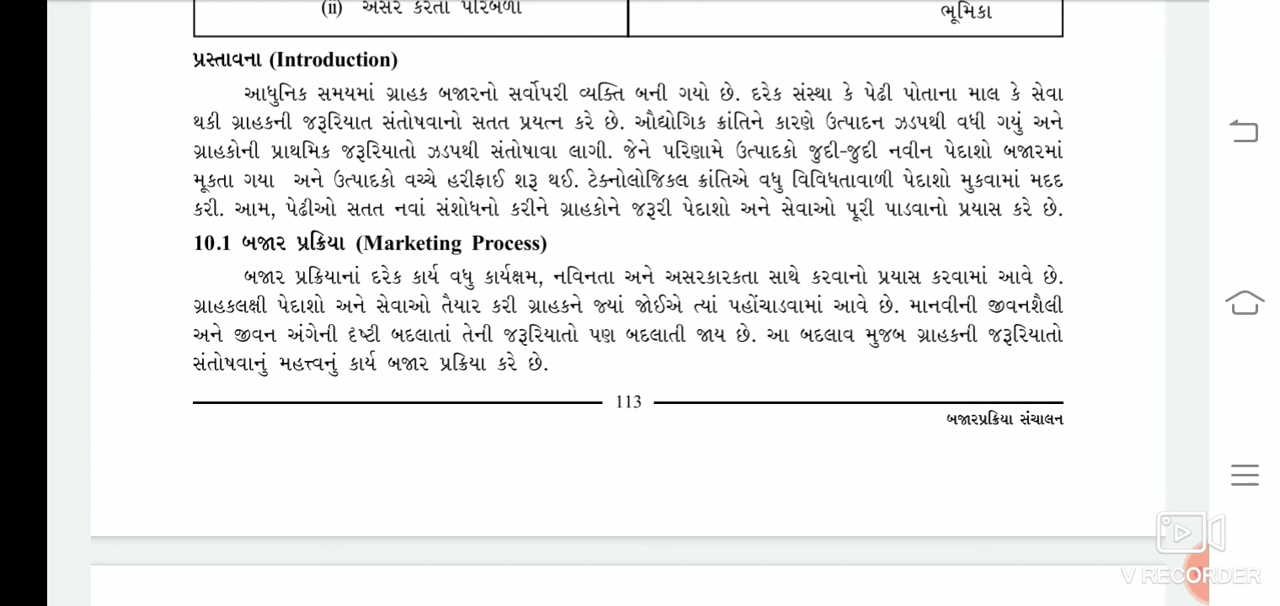 (ii) અસર કરતાં પરિબળો
ભૂમિકા
પ્રસ્તાવના (Introduction)
આધુનિક સમયમાં ગ્રાહક બજારનો સર્વોપરી વ્યક્તિ બની ગયો છે. દરેક સંસ્થા કે પેઢી પોતાના માલ કે સેવા
થકી ગ્રાહકની જરૂરિયાત સંતોષવાનો સતત પ્રયત્ન કરે છે. ઔદ્યોગિક ક્રાંતિને કારણે ઉત્પાદન ઝડપથી વધી ગયું અને
ગ્રાહકોની પ્રાથમિક જરૂરિયાતો ઝડપથી સંતોષાવા લાગી. જેને પરિણામે ઉત્પાદકો જુદી-જુદી નવીન પેદાશો બજારમાં
મૂકતા ગયા અને ઉત્પાદકો વચ્ચે હરીફાઈ શરૂ થઈ. ટેક્નોલોજિકલ ક્રાંતિએ વધુ વિવિધતાવાળી પેદાશો મુકવામાં મદદ
કરી. આમ, પેઢીઓ સતત નવાં સંશોધનો કરીને ગ્રાહકોને જરૂરી પેદાશો અને સેવાઓ પૂરી પાડવાનો પ્રયાસ કરે છે.
10.1 બજાર પ્રક્રિયા (Marketing Process)
બજાર પ્રક્રિયાનાં દરેક કાર્ય વધુ કાર્યક્ષમ, નવિનતા અને અસરકારકતા સાથે કરવાનો પ્રયાસ કરવામાં આવે છે.
ગ્રાહકલક્ષી પેદાશો અને સેવાઓ તૈયાર કરી ગ્રાહકને જ્યાં જોઈએ ત્યાં પહોંચાડવામાં આવે છે. માનવીની જીવનશૈલી
અને જીવન અંગેની દૃષ્ટી બદલાતાં તેની જરૂરિયાતો પણ બદલાતી જાય છે. આ બદલાવ મુજબ ગ્રાહકની જરૂરિયાતો
સંતોષવાનું મહત્ત્વનું કાર્ય બજાર પ્રક્રિયા કરે છે.
113
બજારપ્રક્રિયા સંચાલન
V RECORDER